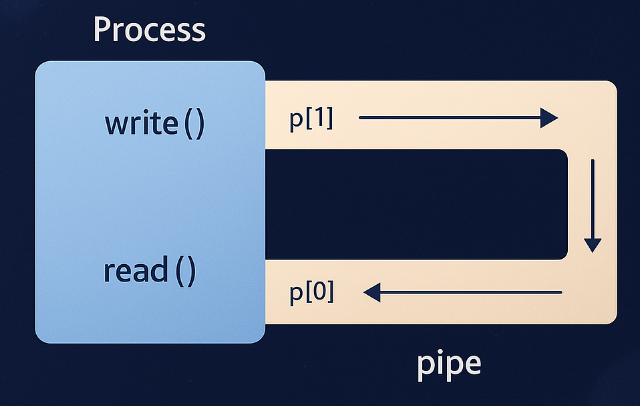 Process
write()
p[1]
read()
p[0]
pipe